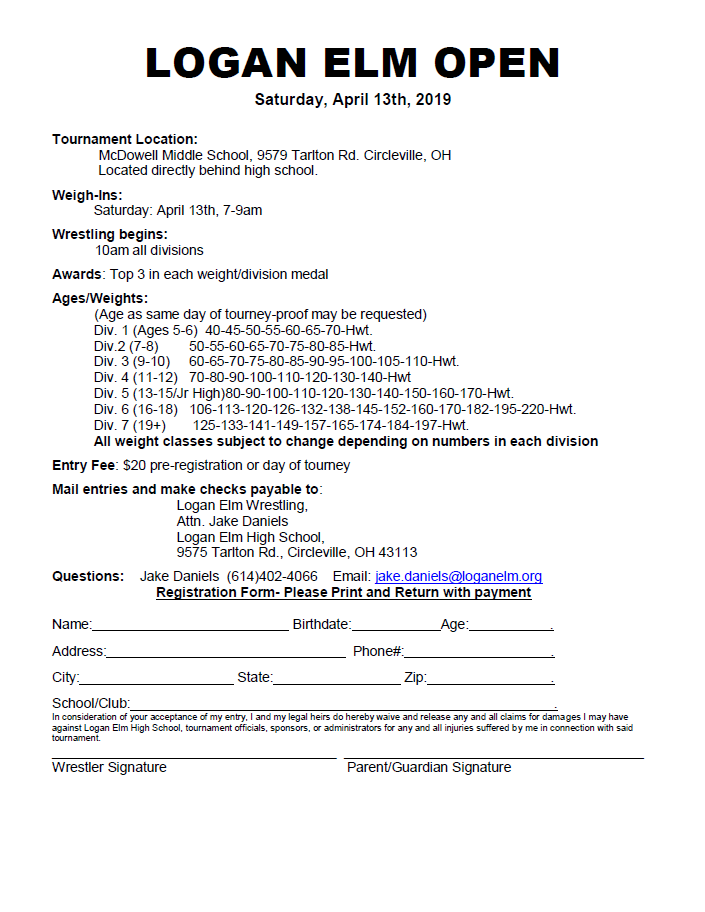 LOGAN ELM OPEN
Saturday, April 13th, 2019
Tournament Location:
McDowell Middle School, 9579 Tarlton Rd. Circleville, OH
Located directly behind high school.
Weigh-Ins:
Saturday: April 13th, 7-9am
Wrestling begins:
10am all divisions
Awards: Top 3 in each weight/division medal
Ages/Weights:
(Age as same day of tourney-proof may be requested)
Div. 1 (Ages 5-6) 40-45-50-55-60-65-70-Hwt.
Div.2 (7-8) 50-55-60-65-70-75-80-85-Hwt.
Div. 3 (9-10) 60-65-70-75-80-85-90-95-100-105-110-Hwt.
Div. 4 (11-12) 70-80-90-100-110-120-130-140-Hwt
Div. 5 (13-15/Jr High)80-90-100-110-120-130-140-150-160-170-Hwt.
Div. 6 (16-18) 106-113-120-126-132-138-145-152-160-170-182-195-220-Hwt.
Div. 7 (19+) 125-133-141-149-157-165-174-184-197-Hwt.
All weight classes subject to change depending on numbers in each division
Entry Fee: $20 pre-registration or day of tourney
Mail entries and make checks payable to:
Logan Elm Wrestling,
Attn. Jake Daniels
Logan Elm High School,
9575 Tarlton Rd., Circleville, OH 43113
Questions: Jake Daniels (614)402-4066 Email: jake.daniels@loganelm.org
Registration Form- Please Print and Return with payment
Name:_________________________ Birthdate:___________Age:__________.
Address:______________________________ Phone#:___________________.
City:____________________ State:________________ Zip:________________.
School/Club:______________________________________________________.
In consideration of your acceptance of my entry, I and my legal heirs do hereby waive and release any and all claims for damages I may have
against Logan Elm High School, tournament officials, sponsors, or administrators for any and all injuries suffered by me in connection with said
tournament.
Wrestler Signature Parent/Guardian Signature